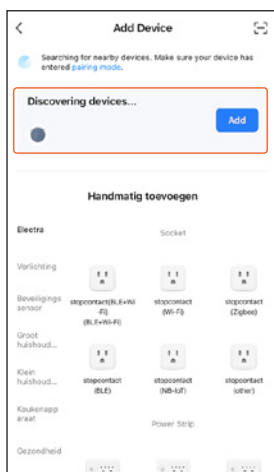 Add Device
Searching for nearby devices. Make sure your device has
entered pairing mode.
Discovering devices...
Add
Handmatig toevoegen
Electra
Socket
Verlichting
Beveiligings
sensor
stopcontact(BLE+Wi
-Fi)
(BLE+Wi-Fi)
stopcontact
(Wi-Fi)
stopcontact
(Zigbee)
Groot
huishoud...
Klein
huishoud...
stopcontact
(BLE)
stopcontact
(NB-IoT)
stopcontact
(other)
Keukenapp
araat
Power Strip
Gezondheid